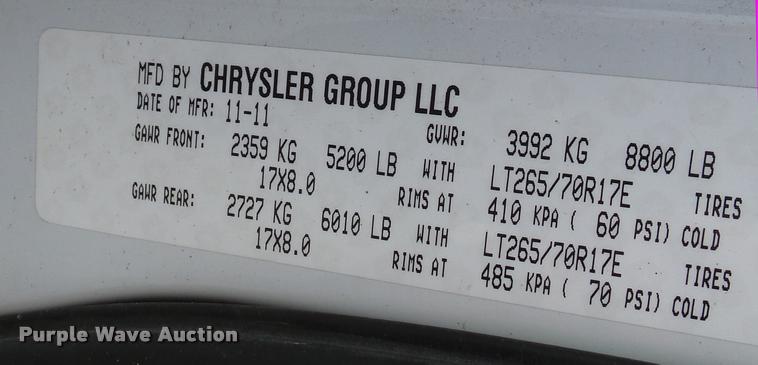 MFD BY CHRYSLER GROUP LLC
DATE OF MFR: 11-11 GVWR: 3992 KG 8800 LB
GAWR FRONT: 2359 KG 5200 LB WITH LT265/70R17E TIRES
17X8.0 RIMS AT 410 KPA ( 60 PSI) COLD
GAWR REAR: 2727 KG 6010 LB WITH LT265/70R17E TIRES
17X8.0 RIMS AT 485 KPA ( 70 PSI) COLD
Purple Wave Auction